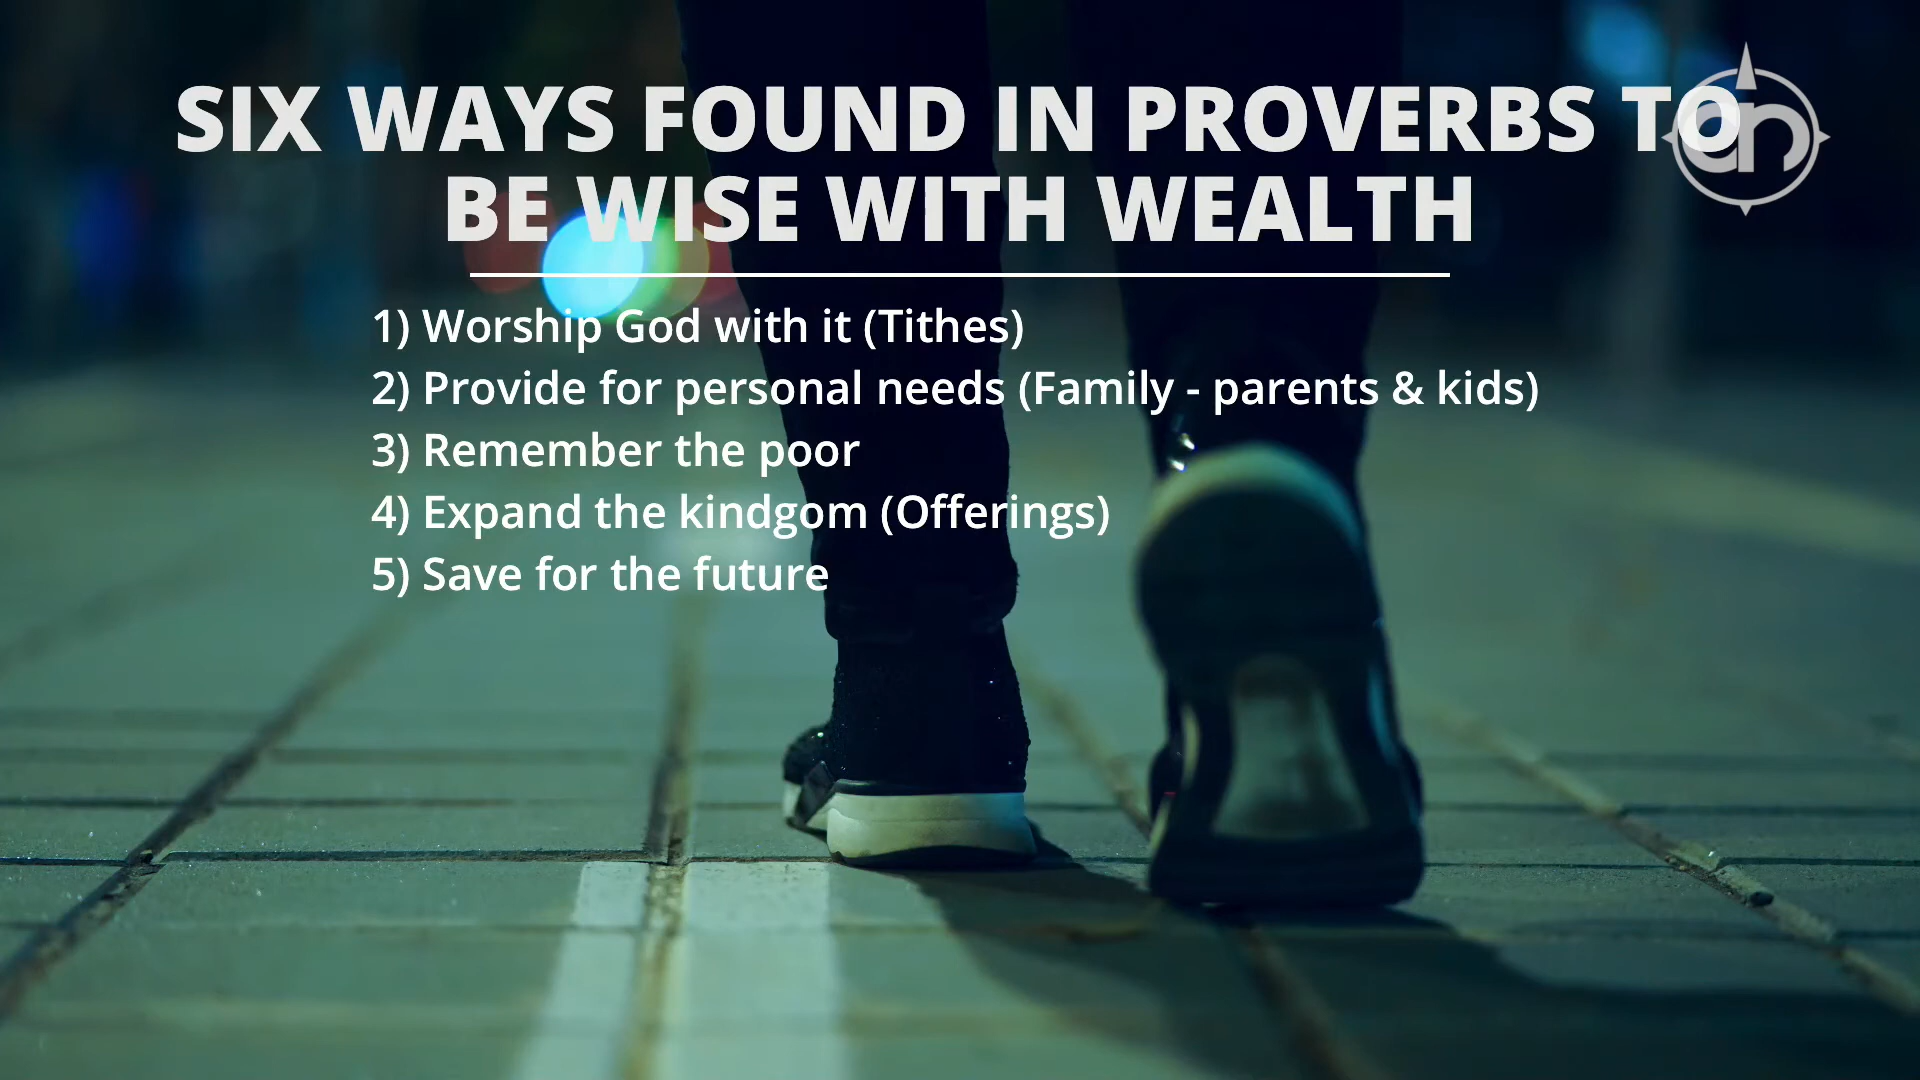 SIX WAYS FOUND IN PROVERBS TO
BE WISE WITH WEALTH
1) Worship God with it (Tithes)
2) Provide for personal needs (Family - parents & kids)
3) Remember the poor
4) Expand the kindgom (Offerings)
5) Save for the future
an